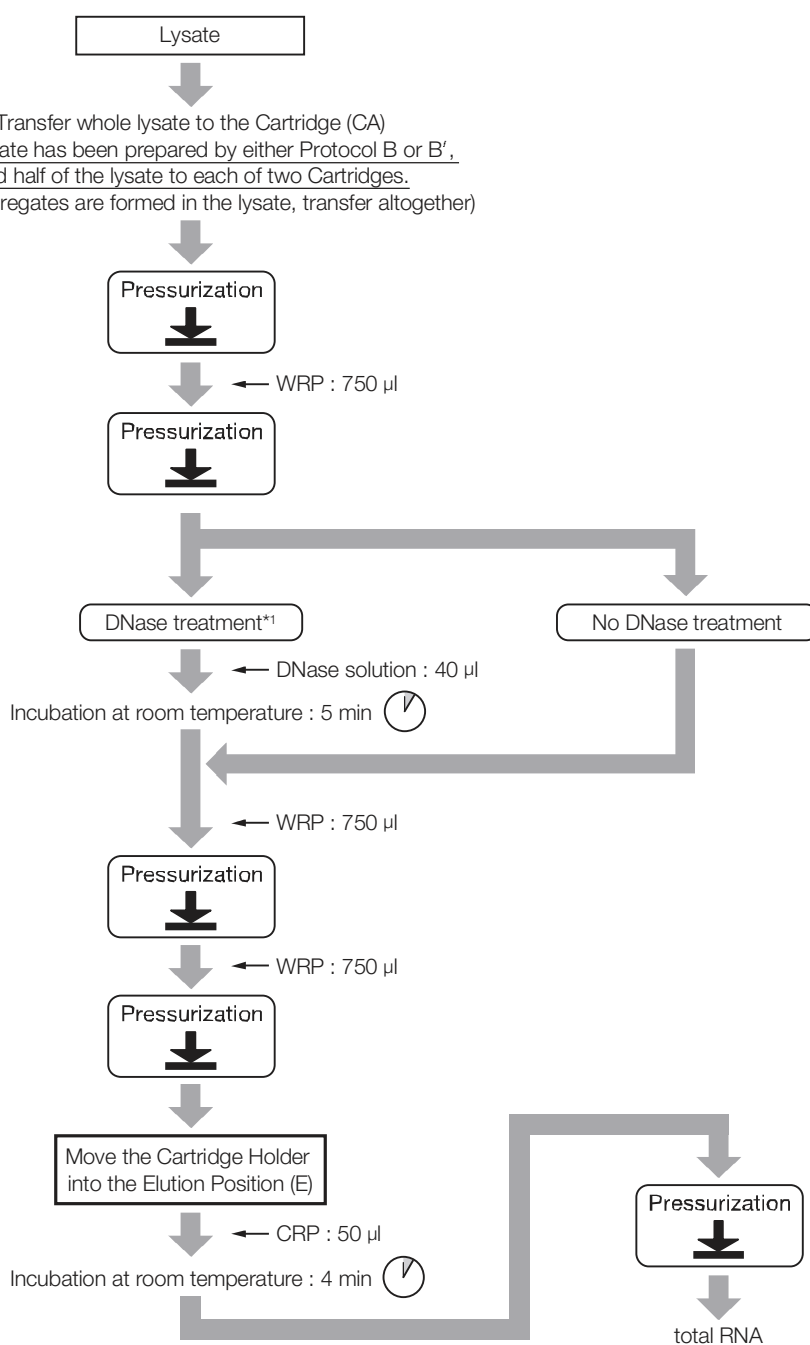 Lysate
Transfer whole lysate to the Cartridge (CA)
has been prepared by either Protocol B or B′,
half of the lysate to each of two Cartridges.
are formed in the lysate, transfer altogether)
Pressurization
WRP : 750 µl
Pressurization
DNase treatment*1
No DNase treatment
DNase solution : 40 µl
Incubation at room temperature : 5 min
WRP : 750 µl
Pressurization
WRP : 750 µl
Pressurization
Move the Cartridge Holder
into the Elution Position (E)
CRP : 50 µl
Incubation at room temperature : 4 min
Pressurization
total RNA